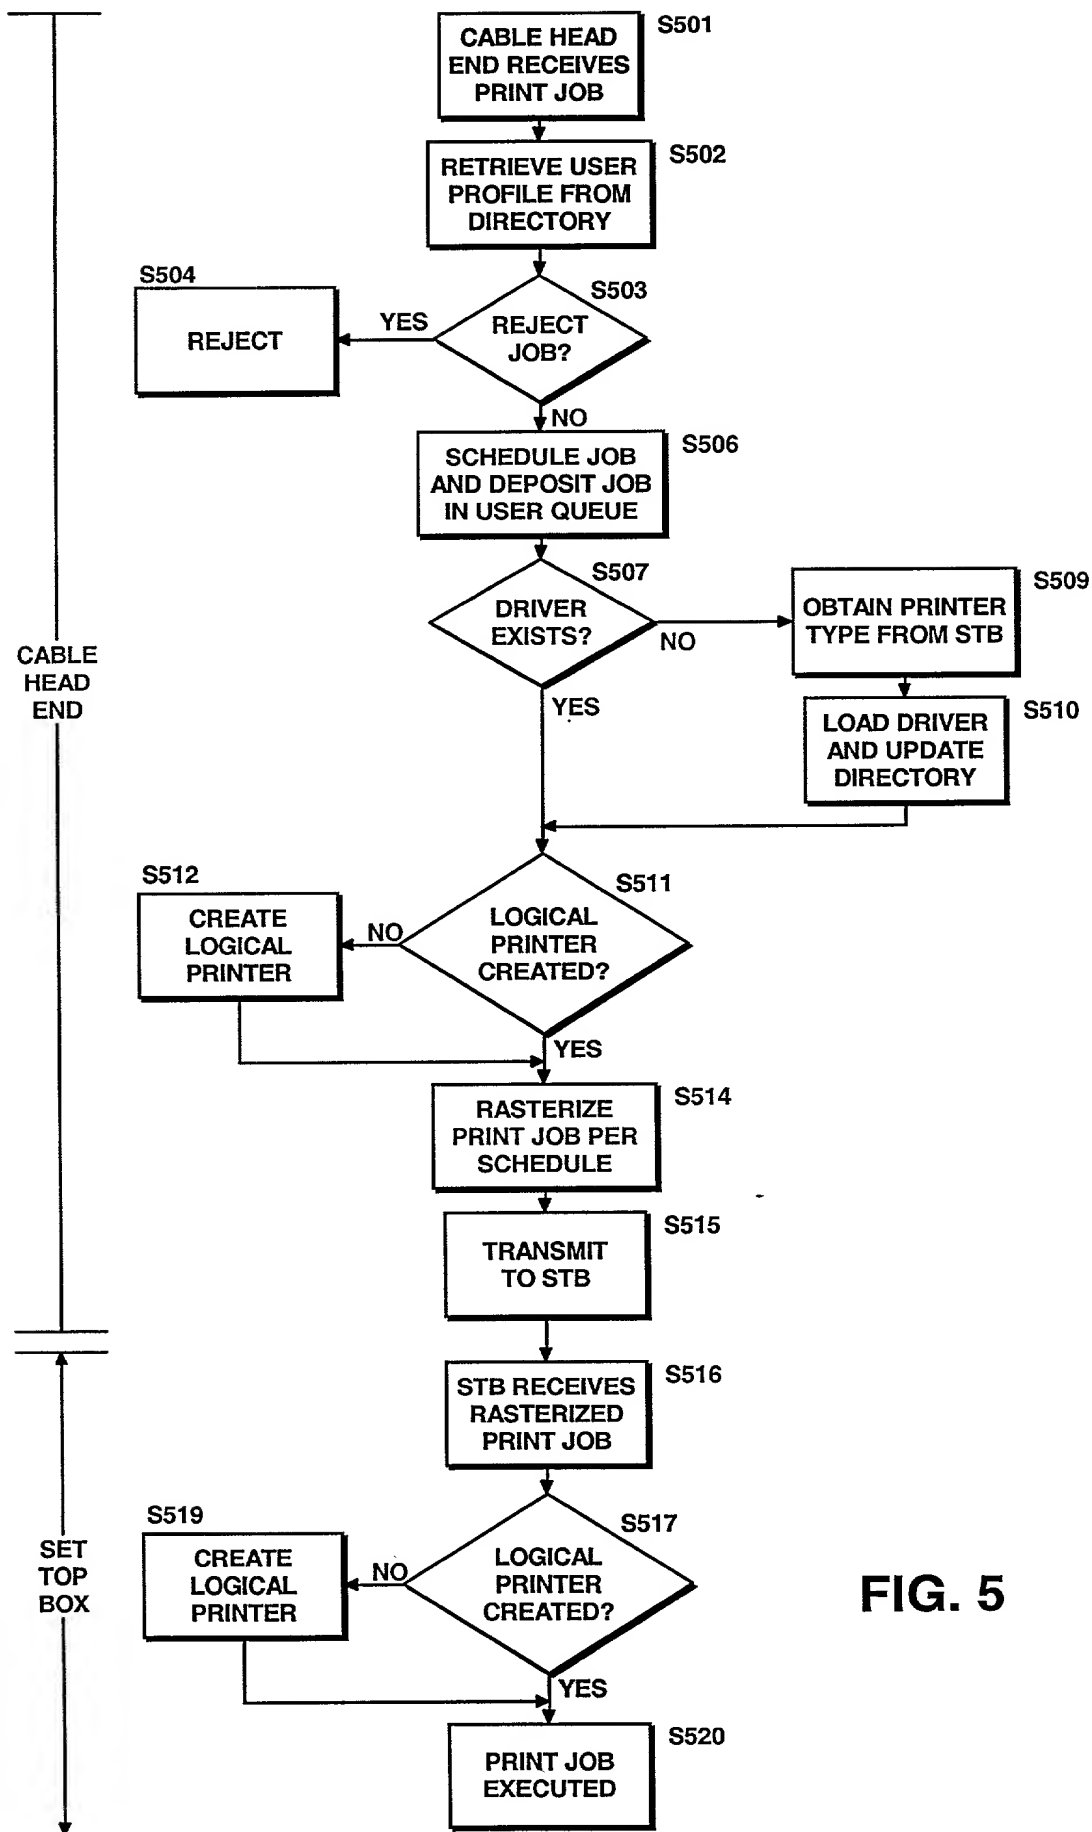 S501
CABLE HEAD
END RECEIVES
PRINT JOB
S502
RETRIEVE USER
PROFILE FROM
DIRECTORY
S503
REJECT
JOB?
YES
S504
REJECT
NO
S506
SCHEDULE JOB
AND DEPOSIT JOB
IN USER QUEUE
S507
DRIVER
EXISTS?
NO
S509
OBTAIN PRINTER
TYPE FROM STB
YES
S510
LOAD DRIVER
AND UPDATE
DIRECTORY
CABLE
HEAD
END
S511
LOGICAL
PRINTER
CREATED?
NO
S512
CREATE
LOGICAL
PRINTER
YES
S514
RASTERIZE
PRINT JOB PER
SCHEDULE
S515
TRANSMIT
TO STB
S516
STB RECEIVES
RASTERIZED
PRINT JOB
S517
LOGICAL
PRINTER
CREATED?
NO
S519
CREATE
LOGICAL
PRINTER
SET
TOP
BOX
YES
S520
PRINT JOB
EXECUTED
FIG. 5